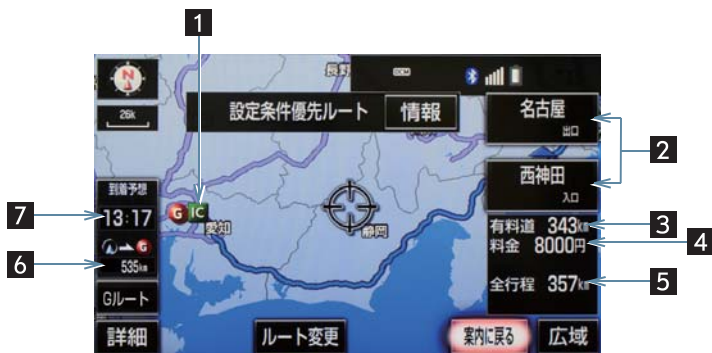 1
長野
DCM
N
26k
設定条件優先ルート
情報
名古屋
出口
2
西神田
入口
到着予想
7
13:17
G IC
愛知
静岡
有料道 343km
3
料金 8000円
4
G
6
535km
全行程 357km
5
Gルート
詳細
ルート変更
案内に戻る
広域